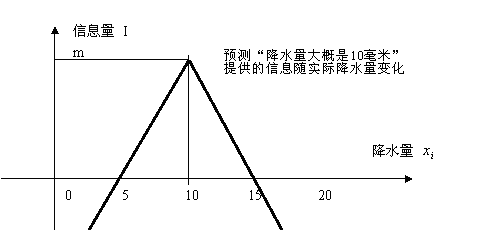 信息量 I
m
预测“降水量大概是10毫米”
提供的信息随实际降水量变化
降水量 xi
0 5 10 15 20